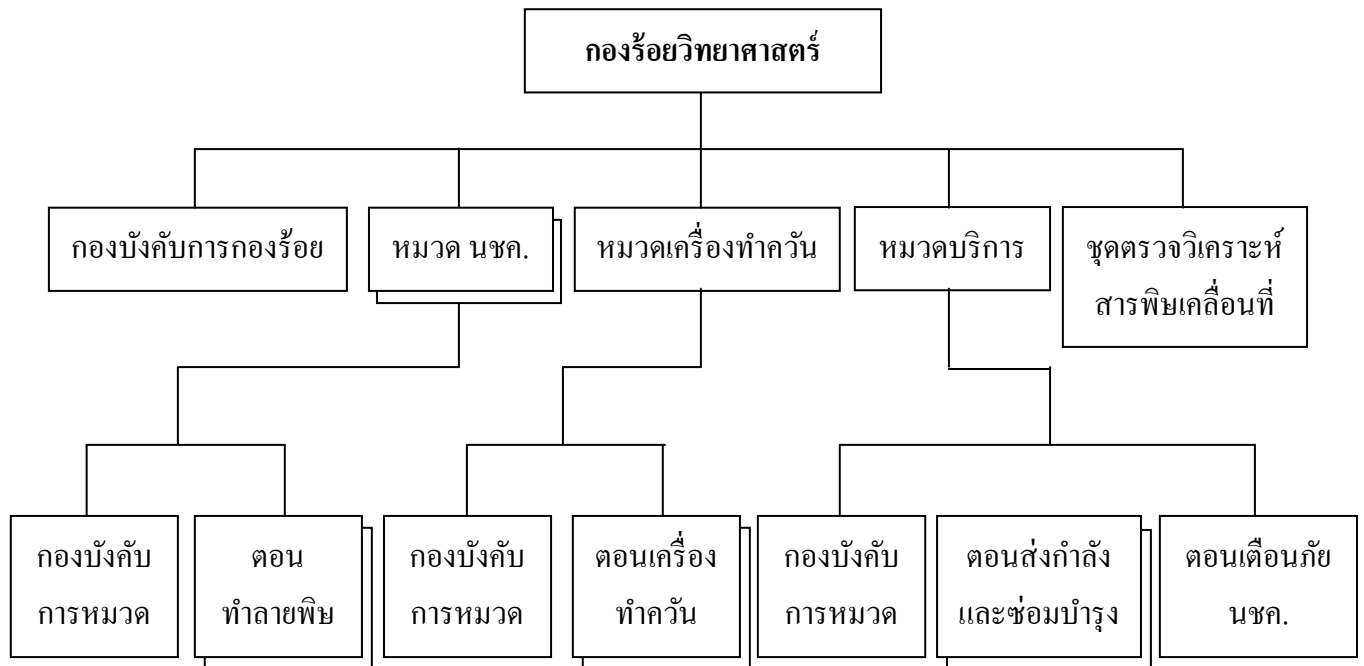 กองร้อยวิทยาศาสตร์
กองบังคับการกองร้อย
หมวด นชค.
หมวดเครื่องทำควัน
หมวดบริการ
ชุดตรวจวิเคราะห์
สารพิษเคลื่อนที่
กองบังคับ
การหมวด
ตอน
ทำลายพิษ
กองบังคับ
การหมวด
ตอนเครื่อง
ทำควัน
กองบังคับ
การหมวด
ตอนส่งกำลัง
และซ่อมบำรุง
ตอนเตือนภัย
นชค.